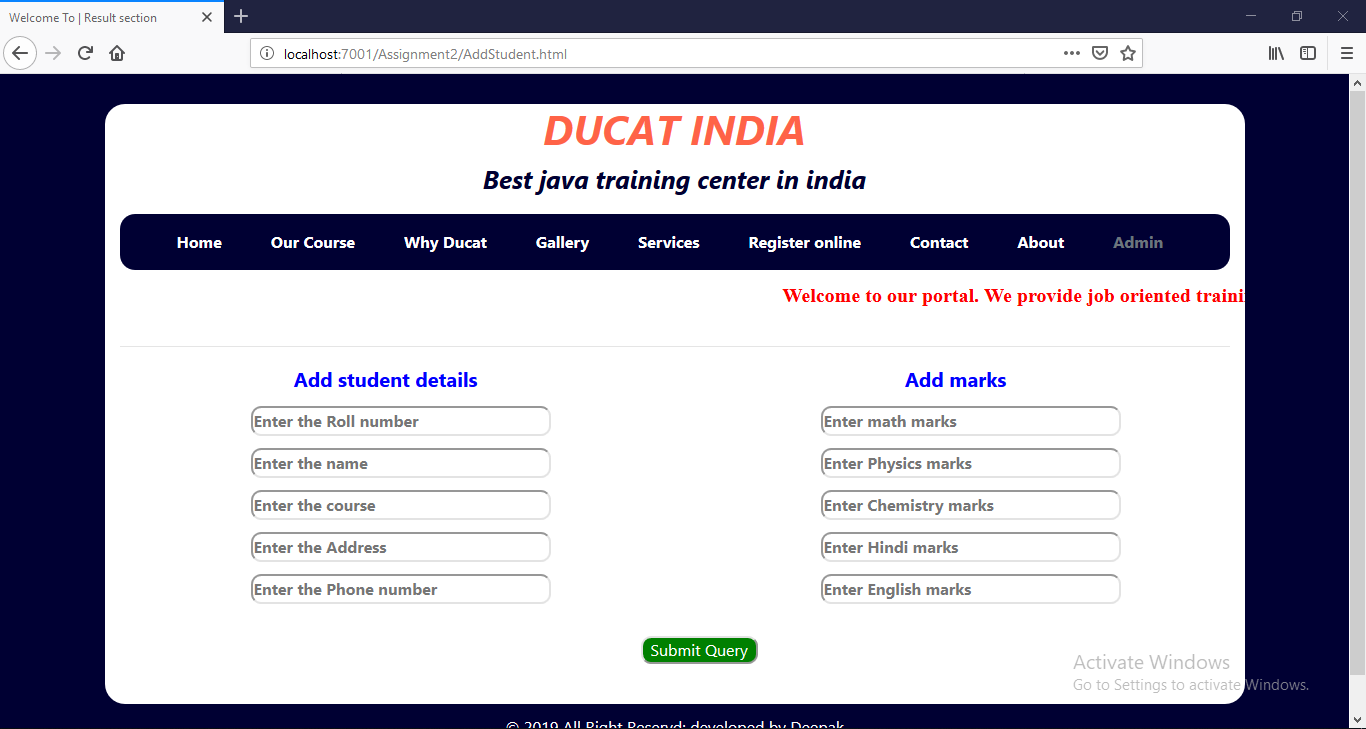 Welcome To | Result section
localhost:7001/Assignment2/AddStudent.html
DUCAT INDIA
Best java training center in india
Home Our Course Why Ducat Gallery Services Register online Contact About Admin
Welcome to our portal. We provide job oriented traini
Add student details
Enter the Roll number
Enter the name
Enter the course
Enter the Address
Enter the Phone number
Add marks
Enter math marks
Enter Physics marks
Enter Chemistry marks
Enter Hindi marks
Enter English marks
Submit Query
Activate Windows
Go to Settings to activate Windows.
© 2019 All Right Reservd: developed by Deepak